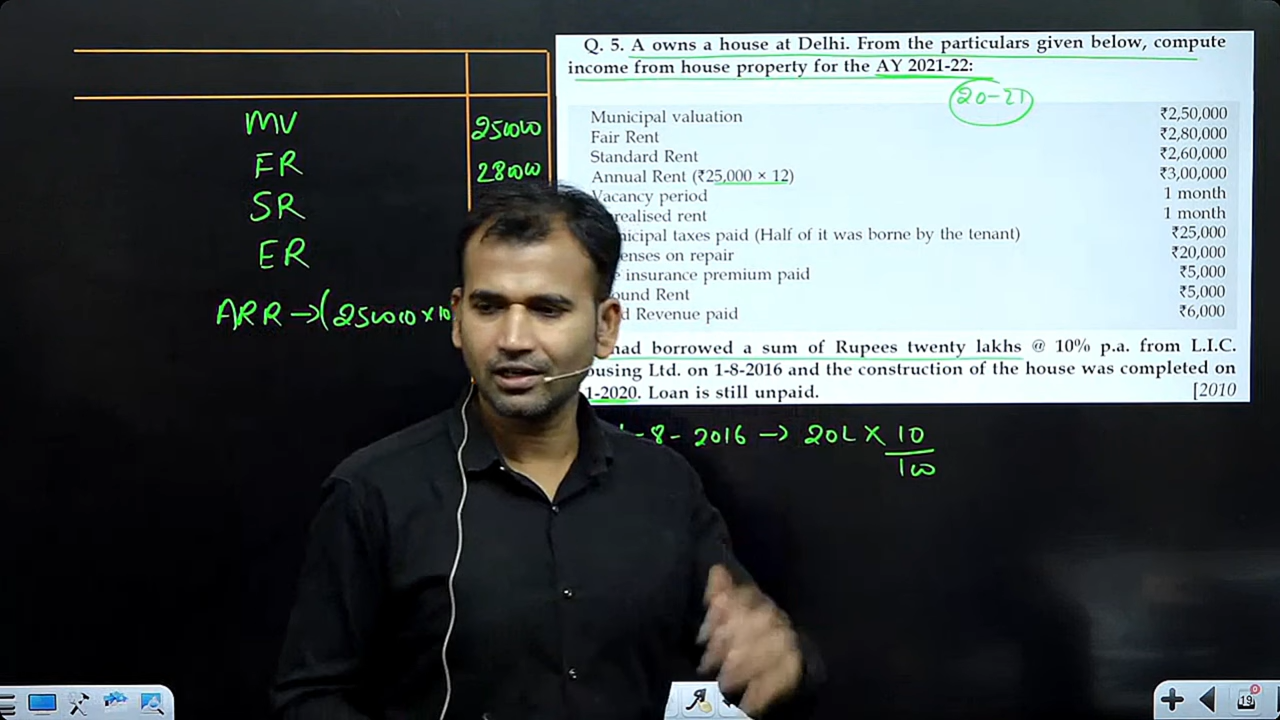 Q. 5. A owns a house at Delhi. From the particulars given below, compute
income from house property for the AY 2021-22:
20-21
Municipal valuation ₹2,50,000
Fair Rent ₹2,80,000
Standard Rent ₹2,60,000
Annual Rent (₹25,000 × 12) ₹3,00,000
Vacancy period 1 month
realised rent 1 month
nicipal taxes paid (Half of it was borne by the tenant) ₹25,000
enses on repair ₹20,000
insurance premium paid ₹5,000
ound Rent ₹5,000
d Revenue paid ₹6,000
had borrowed a sum of Rupees twenty lakhs @ 10% p.a. from L.I.C.
ousing Ltd. on 1-8-2016 and the construction of the house was completed on
1-2020. Loan is still unpaid. [2010
MV 250000
FR 280000
SR
ER
ARR → (25000 × 10
-8-2016 → 20L × 10
100
19